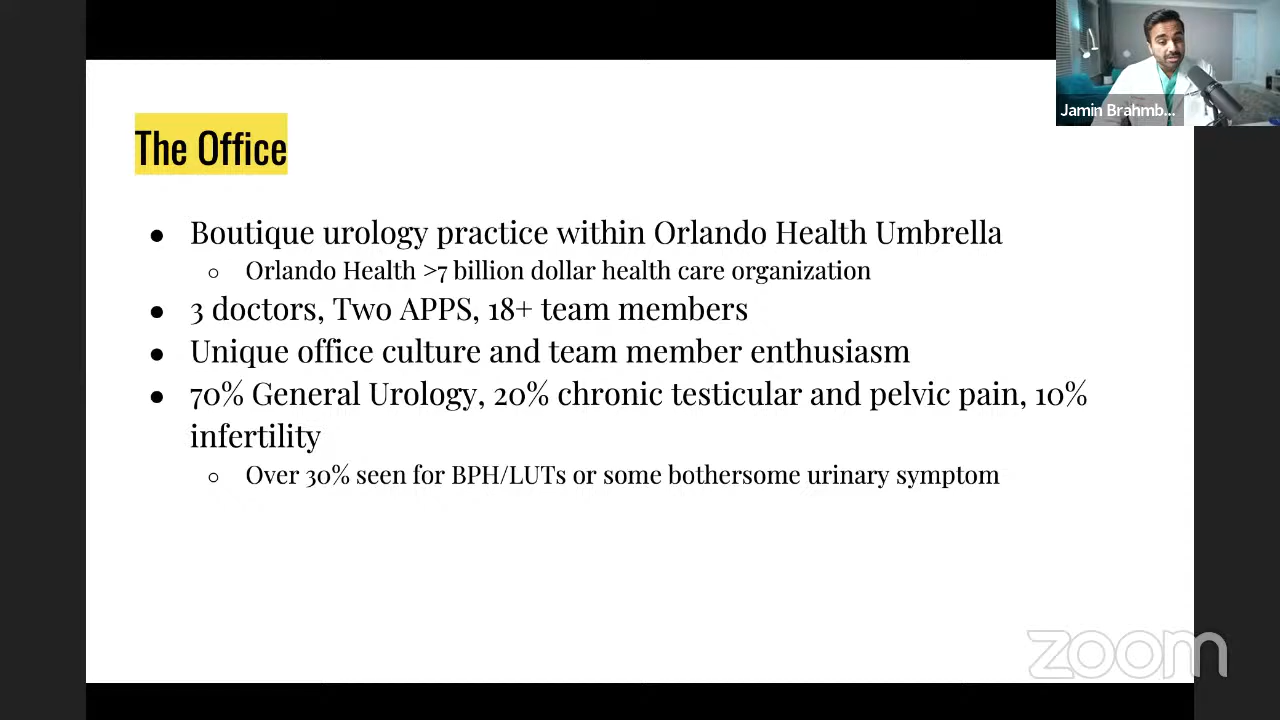 Jamin Brahmb...
The Office
● Boutique urology practice within Orlando Health Umbrella
○ Orlando Health >7 billion dollar health care organization
● 3 doctors, Two APPS, 18+ team members
● Unique office culture and team member enthusiasm
● 70% General Urology, 20% chronic testicular and pelvic pain, 10%
infertility
○ Over 30% seen for BPH/LUTs or some bothersome urinary symptom
zoom